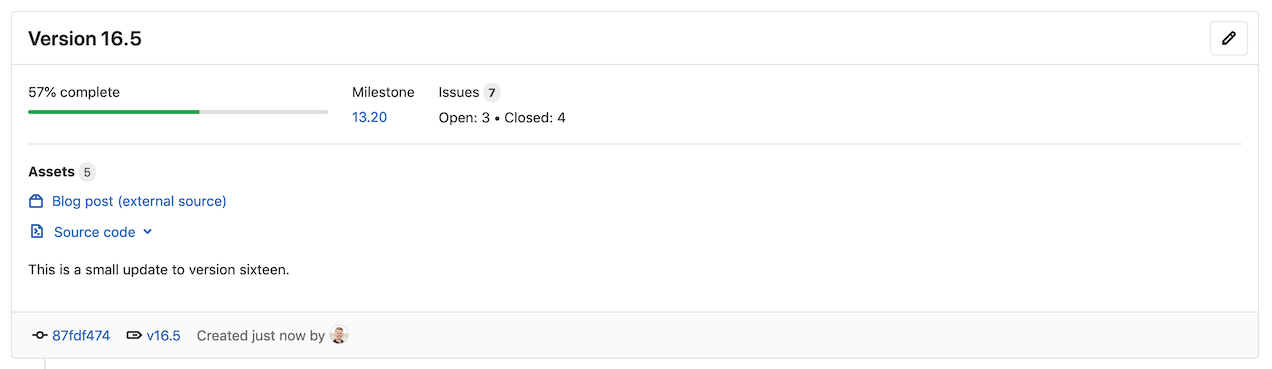 Version 16.5
57% complete
Milestone
Issues 7
13.20
Open: 3 • Closed: 4
Assets 5
Blog post (external source)
Source code
This is a small update to version sixteen.
87fdf474 v16.5 Created just now by